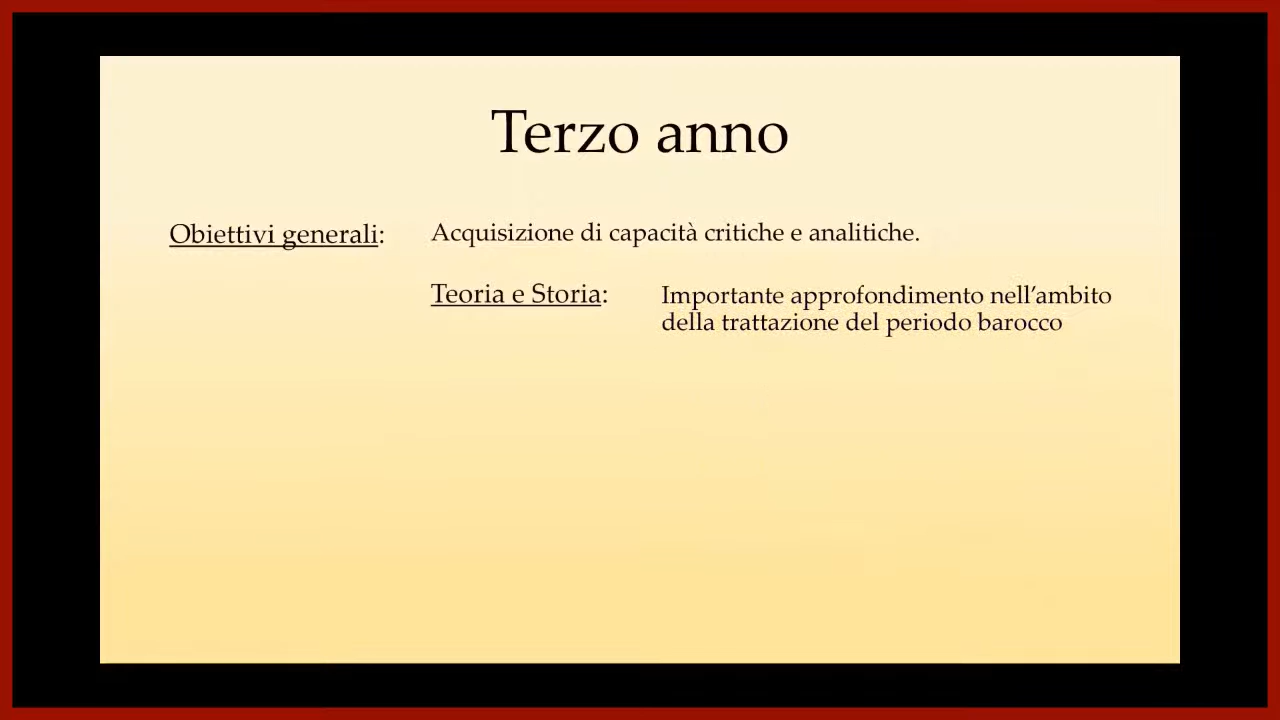 Terzo anno
Obiettivi generali: Acquisizione di capacità critiche e analitiche.
Teoria e Storia: Importante approfondimento nell’ambito
della trattazione del periodo barocco